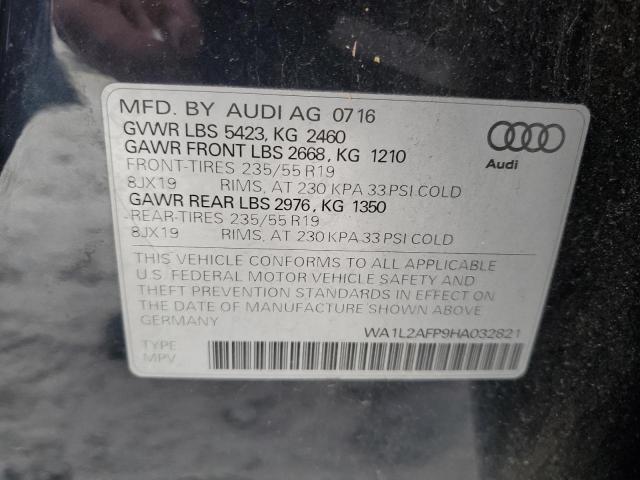 MFD. BY AUDI AG 0716
GVWR LBS 5423, KG 2460
GAWR FRONT LBS 2668, KG 1210
FRONT-TIRES 235/55 R19
8JX19 RIMS, AT 230 KPA 33 PSI COLD
GAWR REAR LBS 2976, KG 1350
REAR-TIRES 235/55 R19
8JX19 RIMS, AT 230 KPA 33 PSI COLD
Audi
THIS VEHICLE CONFORMS TO ALL APPLICABLE
U.S. FEDERAL MOTOR VEHICLE SAFETY AND
THEFT PREVENTION STANDARDS IN EFFECT ON
THE DATE OF MANUFACTURE SHOWN ABOVE
GERMANY
WA1L2AFP9HA032821
TYPE
MPV